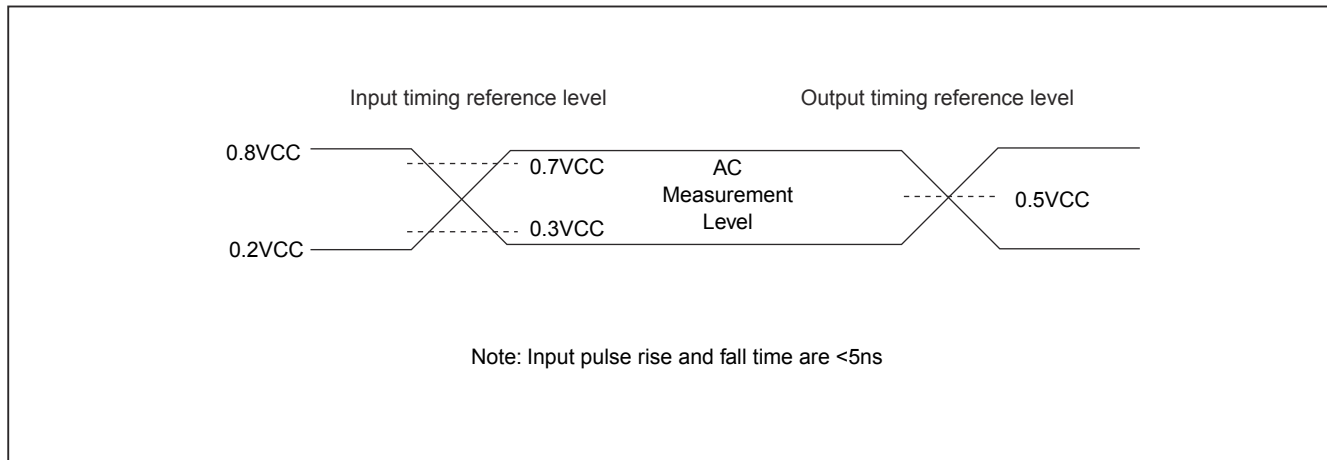 Input timing reference level
Output timing reference level
0.8VCC
0.7VCC
AC
Measurement
Level
0.5VCC
0.3VCC
0.2VCC
Note: Input pulse rise and fall time are <5ns